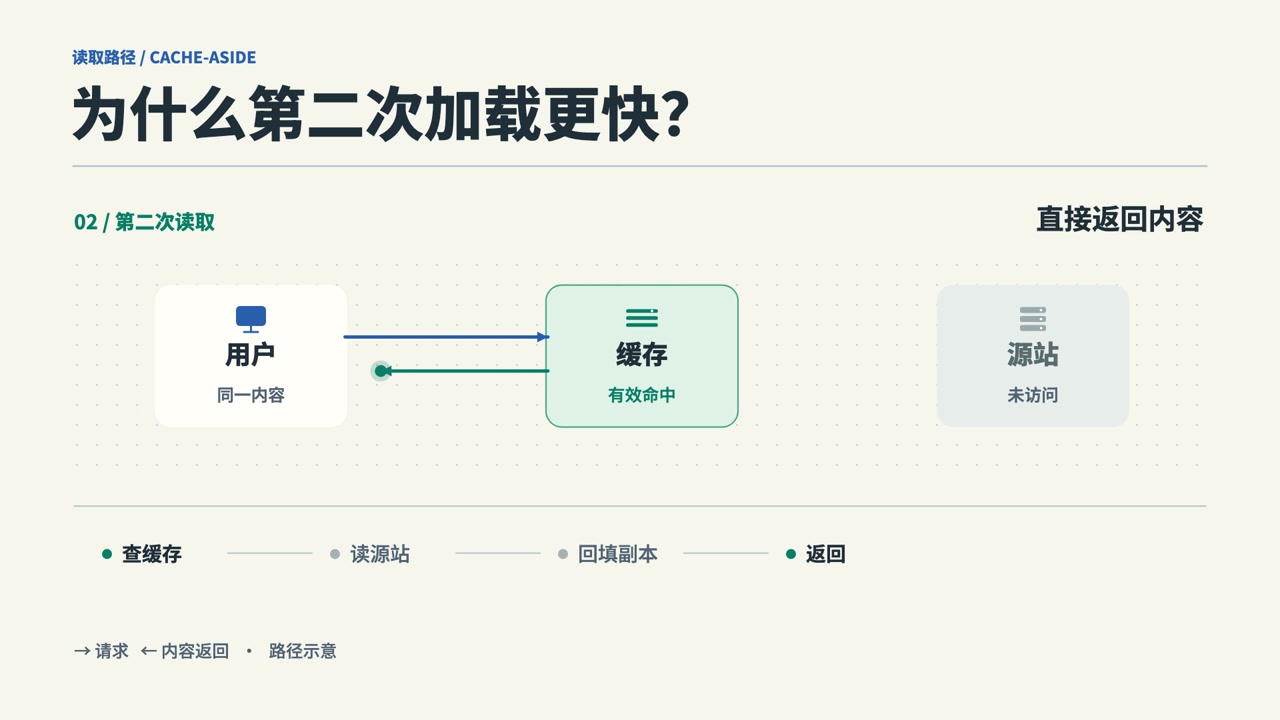 读取路径 / CACHE-ASIDE
为什么第二次加载更快?
02 / 第二次读取
直接返回内容
用户
同一内容
缓存
有效命中
源站
未访问
查缓存
读源站
回填副本
返回
→ 请求 ← 内容返回 • 路径示意